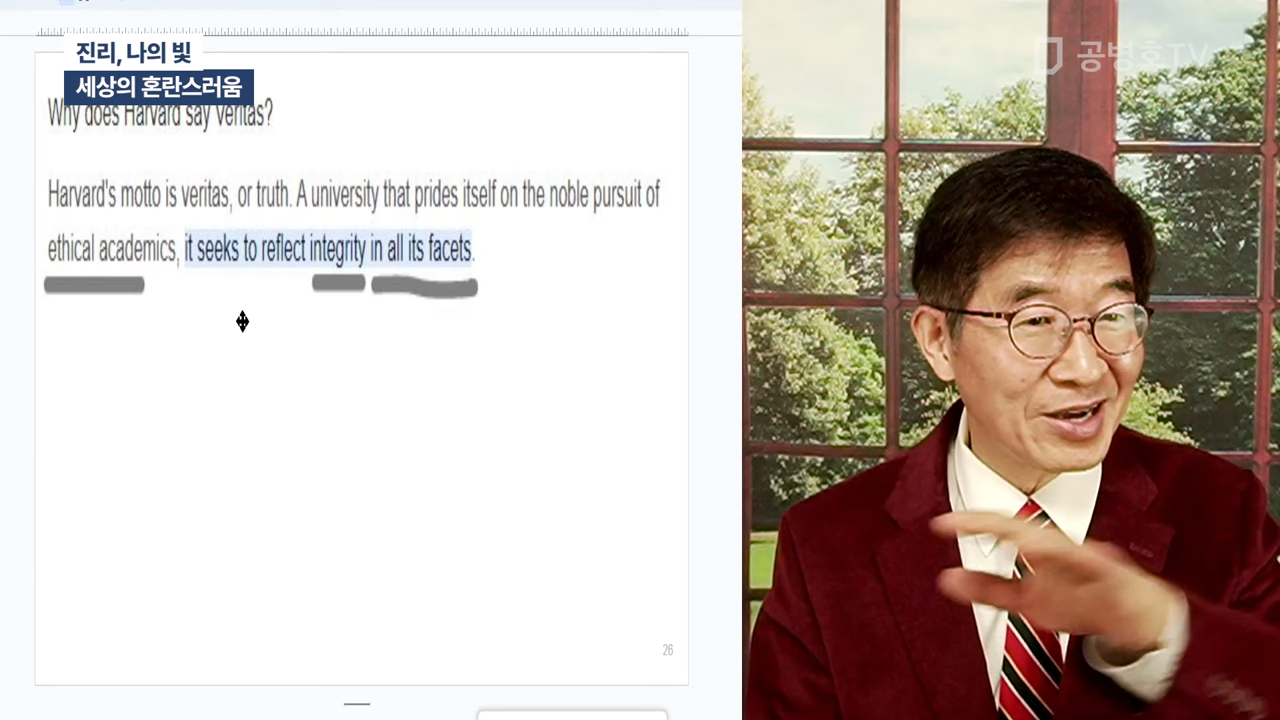 진리, 나의 빛
세상의 혼란스러움
공병호TV
Why does Harvard say Veritas?
Harvard's motto is veritas, or truth. A university that prides itself on the noble pursuit of
ethical academics, it seeks to reflect integrity in all its facets.
26